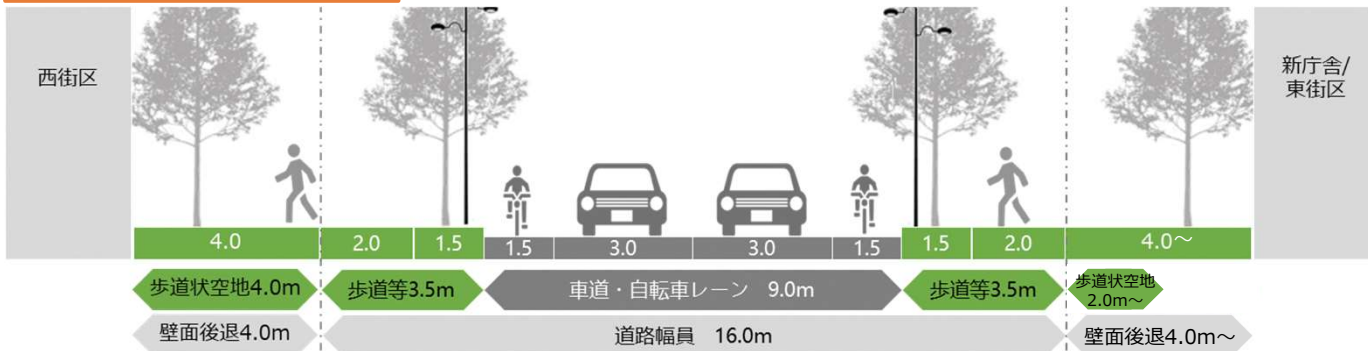 西街区
新庁舎/
東街区
4.0
2.0
1.5
1.5
3.0
3.0
1.5
1.5
2.0
4.0～
歩道状空地4.0m
歩道等3.5m
車道・自転車レーン 9.0m
歩道等3.5m
歩道状空地
2.0m～
壁面後退4.0m
道路幅員 16.0m
壁面後退4.0m～